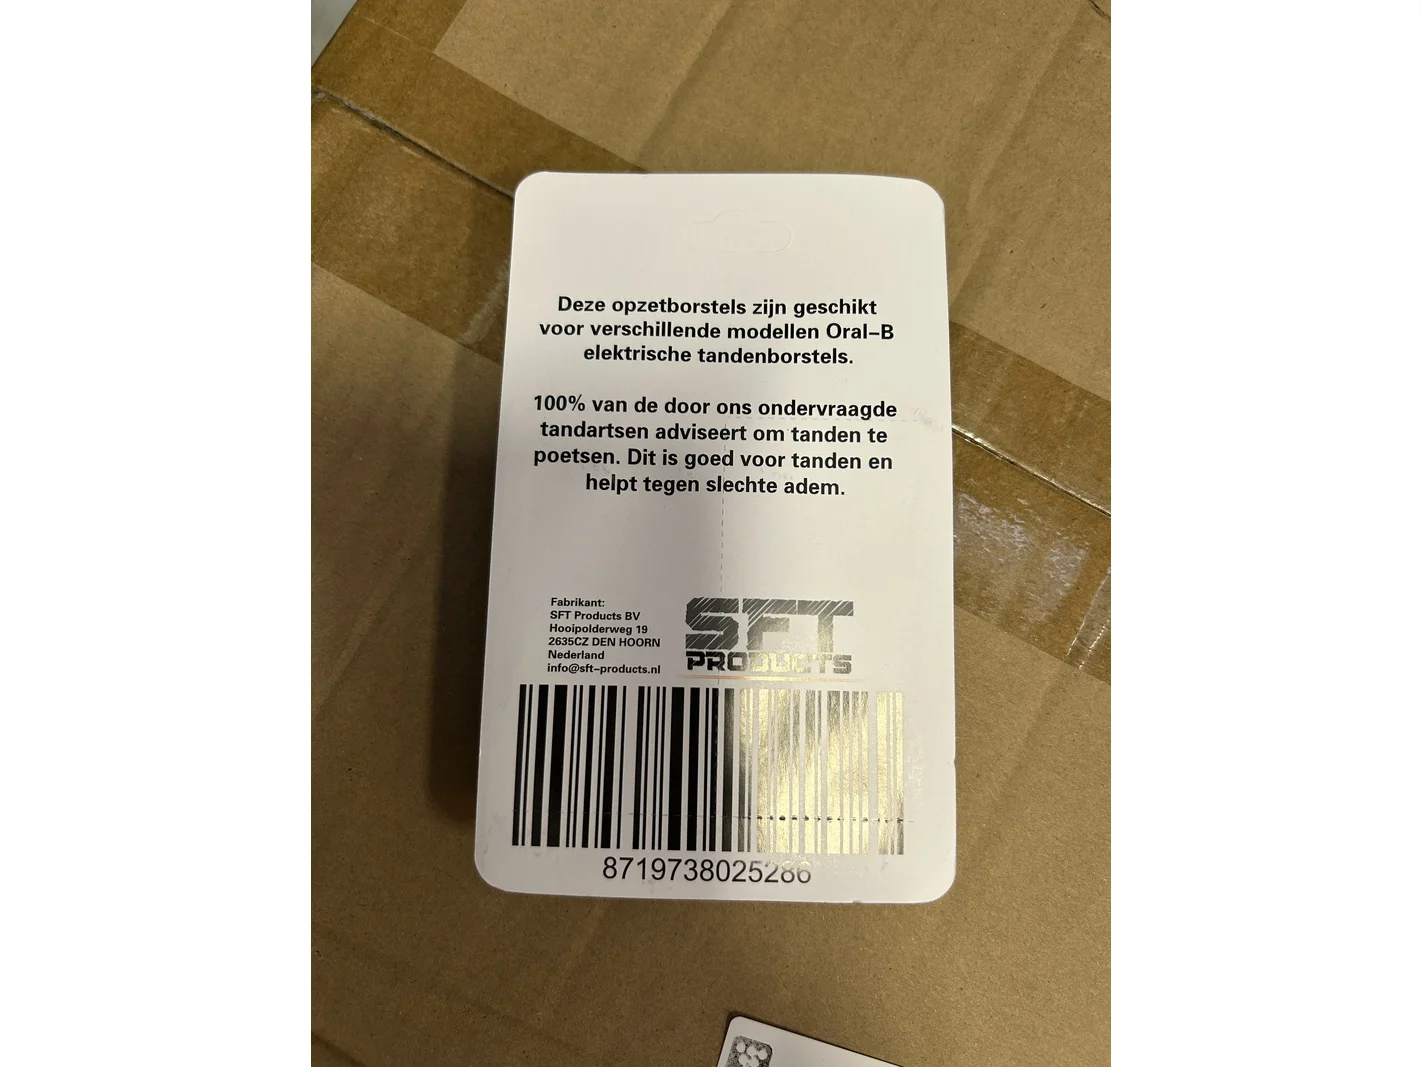 Deze opzetborstels zijn geschikt
voor verschillende modellen Oral-B
elektrische tandenborstels.
100% van de door ons ondervraagde
tandartsen adviseert om tanden te
poetsen. Dit is goed voor tanden en
helpt tegen slechte adem.
Fabrikant:
SFT Products BV
Hooipolderweg 19
2635CZ DEN HOORN
Nederland
info@sft-products.nl
SFT
PRODUCTS
8719738025286